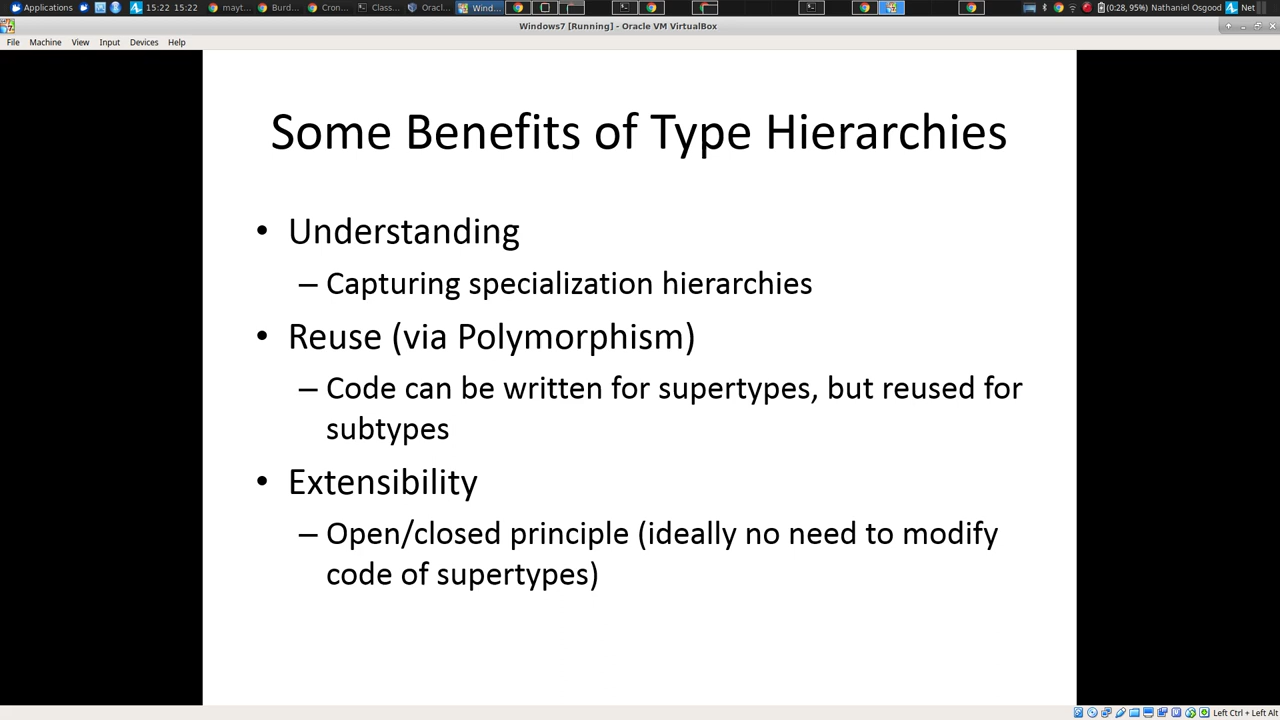 Applications 15:22 15:22 mayt... Burd... Cron... Class... Oracl... Wind... (0:28, 95%) Nathaniel Osgood Net
Windows7 [Running] - Oracle VM VirtualBox
File Machine View Input Devices Help
Some Benefits of Type Hierarchies
• Understanding
– Capturing specialization hierarchies
• Reuse (via Polymorphism)
– Code can be written for supertypes, but reused for
subtypes
• Extensibility
– Open/closed principle (ideally no need to modify
code of supertypes)
Left Ctrl + Left Alt